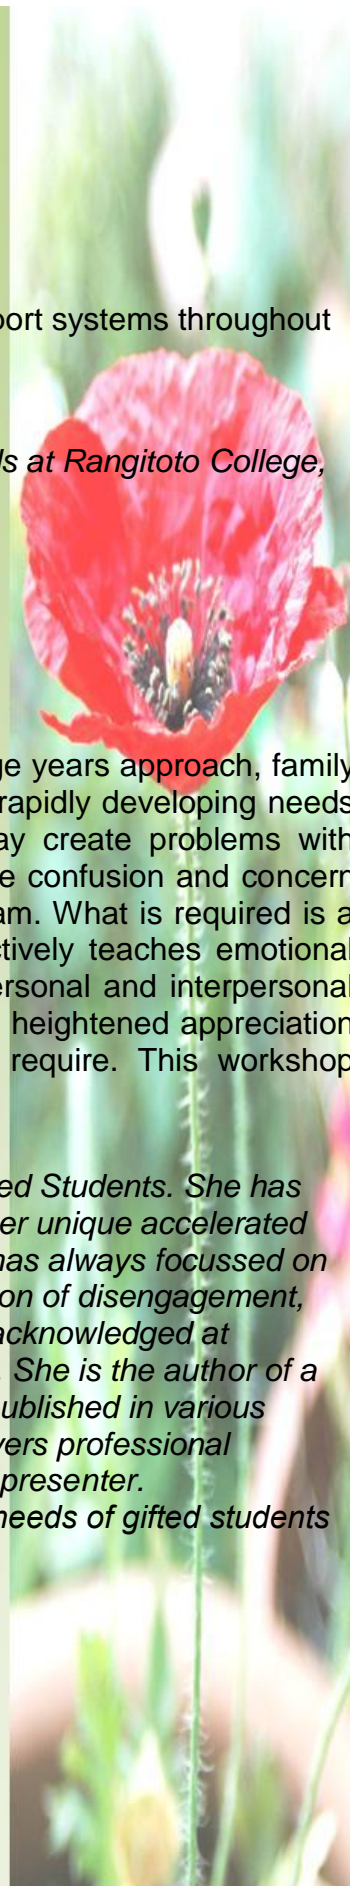 port systems throughout
ls at Rangitoto College,
ge years approach, family
rapidly developing needs
ay create problems with
e confusion and concern
am. What is required is a
ctively teaches emotional
ersonal and interpersonal
heightened appreciation
require. This workshop
ed Students. She has
er unique accelerated
has always focussed on
ion of disengagement,
acknowledged at
. She is the author of a
ublished in various
vers professional
presenter.
needs of gifted students